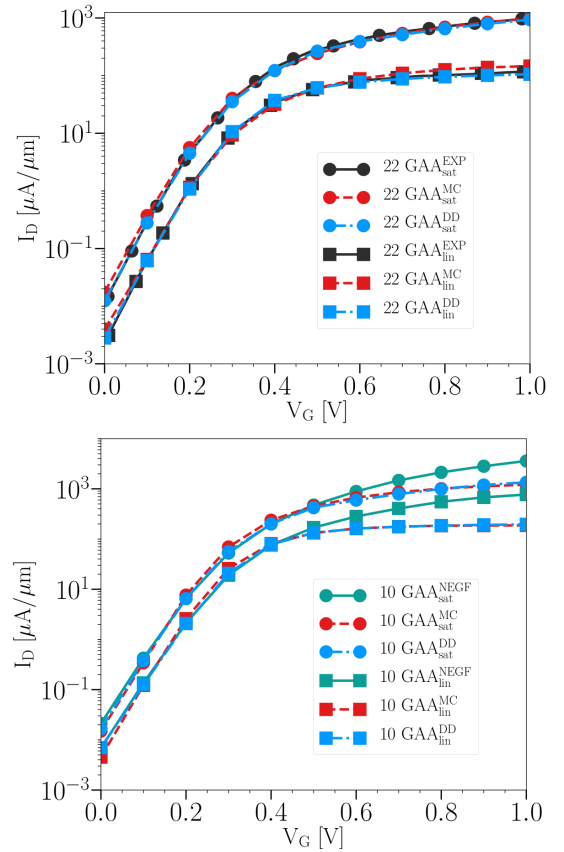 10³
10¹
10⁻¹
10⁻³
I_D [µA/µm]
22 GAA_sat^EXP
22 GAA_sat^MC
22 GAA_sat^DD
22 GAA_lin^EXP
22 GAA_lin^MC
22 GAA_lin^DD
0.0 0.2 0.4 0.6 0.8 1.0
V_G [V]
10³
10¹
10⁻¹
10⁻³
I_D [µA/µm]
10 GAA_sat^NEGF
10 GAA_sat^MC
10 GAA_sat^DD
10 GAA_lin^NEGF
10 GAA_lin^MC
10 GAA_lin^DD
0.0 0.2 0.4 0.6 0.8 1.0
V_G [V]